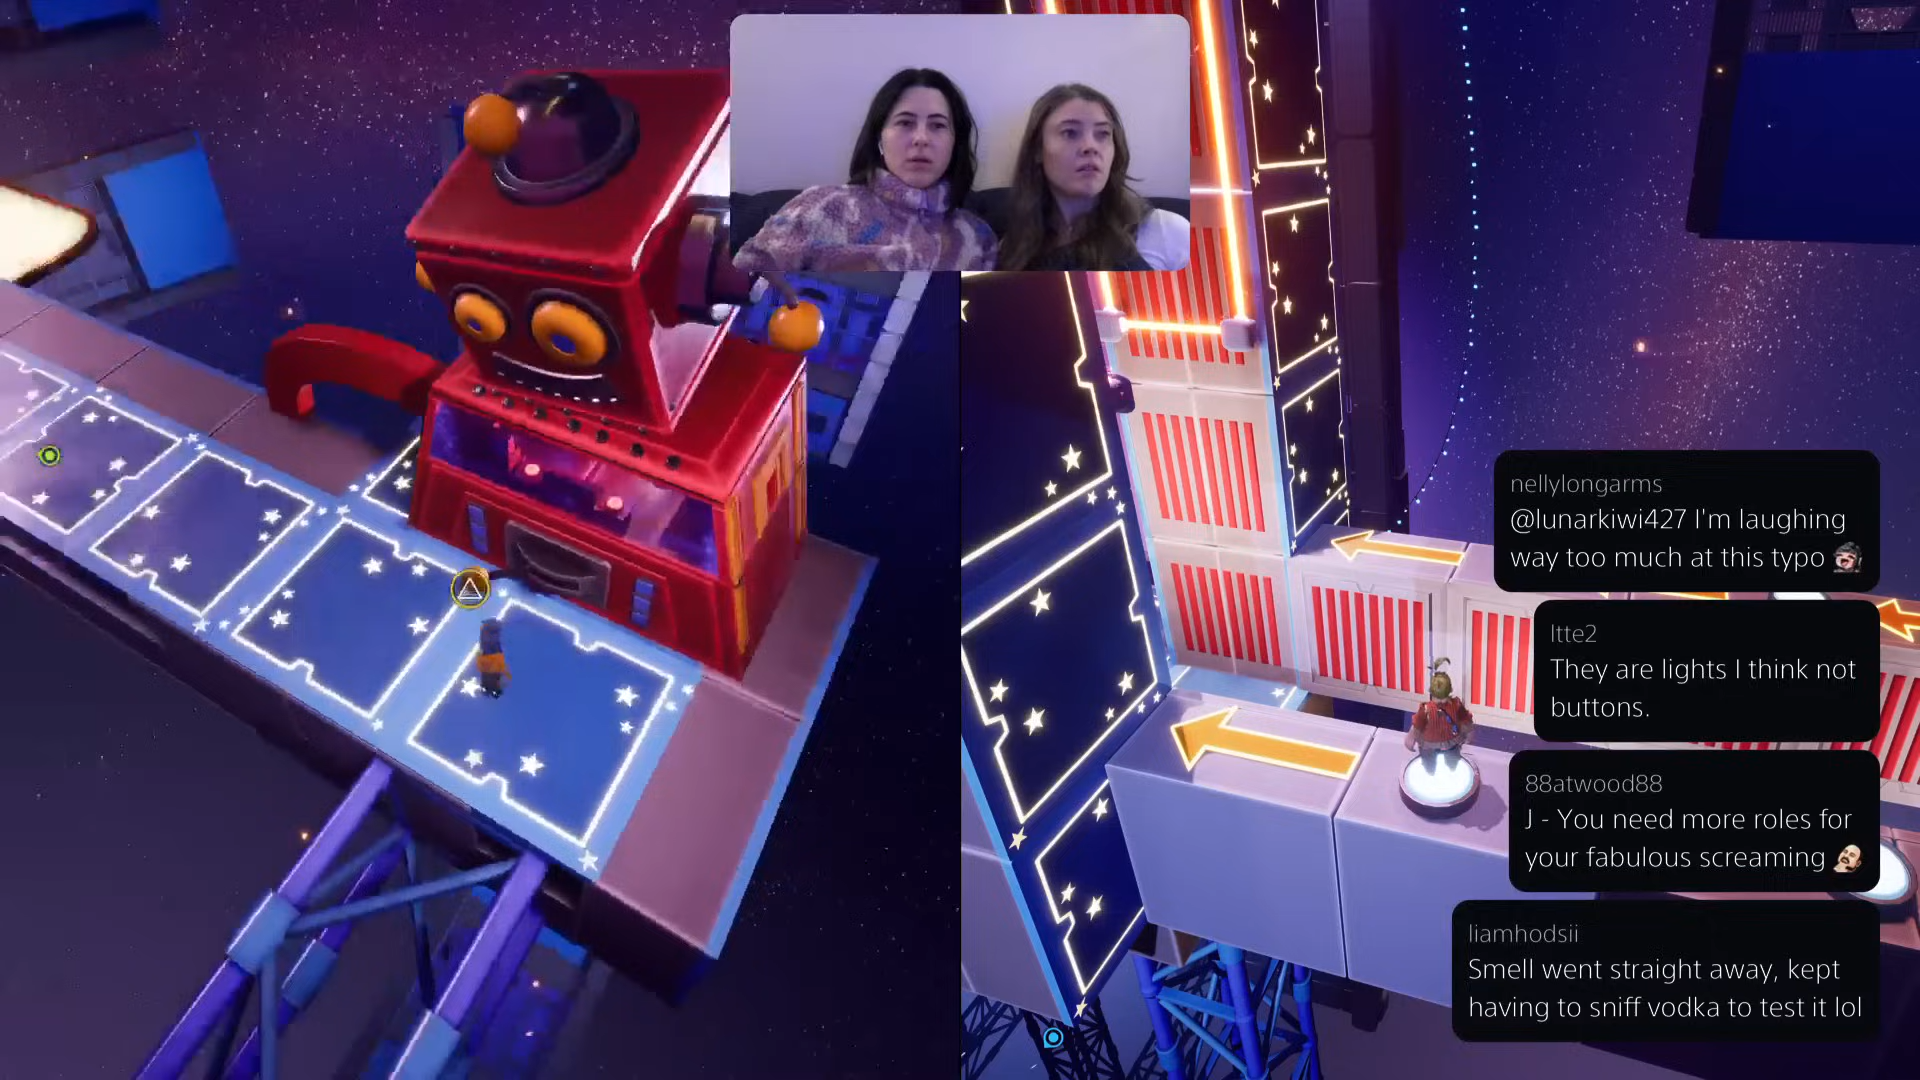 nellylongarms
@lunarkiwi427 I'm laughing
way too much at this typo
ltte2
They are lights I think not
buttons.
88atwood88
J - You need more roles for
your fabulous screaming
liamhodsii
Smell went straight away, kept
having to sniff vodka to test it lol